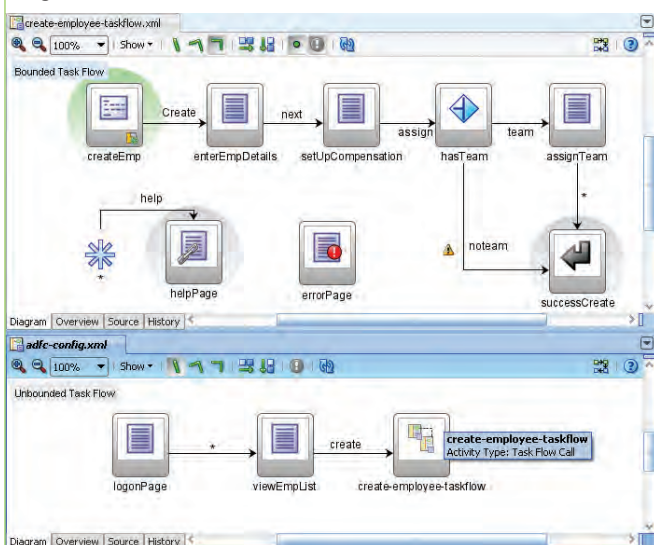 create-employee-taskflow.xml
100% Show
Bounded Task Flow
Create next assign team
createEmp enterEmpDetails setUpCompensation hasTeam assignTeam
help
*
noteam
*
helpPage errorPage successCreate
Diagram Overview Source History
adfc-config.xml
100% Show
Unbounded Task Flow
* create
create-employee-taskflow
Activity Type: Task Flow Call
logonPage viewEmpList create-employee-taskflow
Diagram Overview Source History